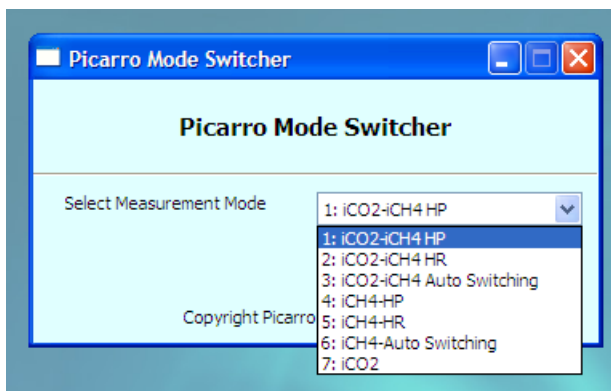 Picarro Mode Switcher
Picarro Mode Switcher
Select Measurement Mode
1: iCO2-iCH4 HP
1: iCO2-iCH4 HP
2: iCO2-iCH4 HR
3: iCO2-iCH4 Auto Switching
4: iCH4-HP
5: iCH4-HR
6: iCH4-Auto Switching
7: iCO2
Copyright Picarro